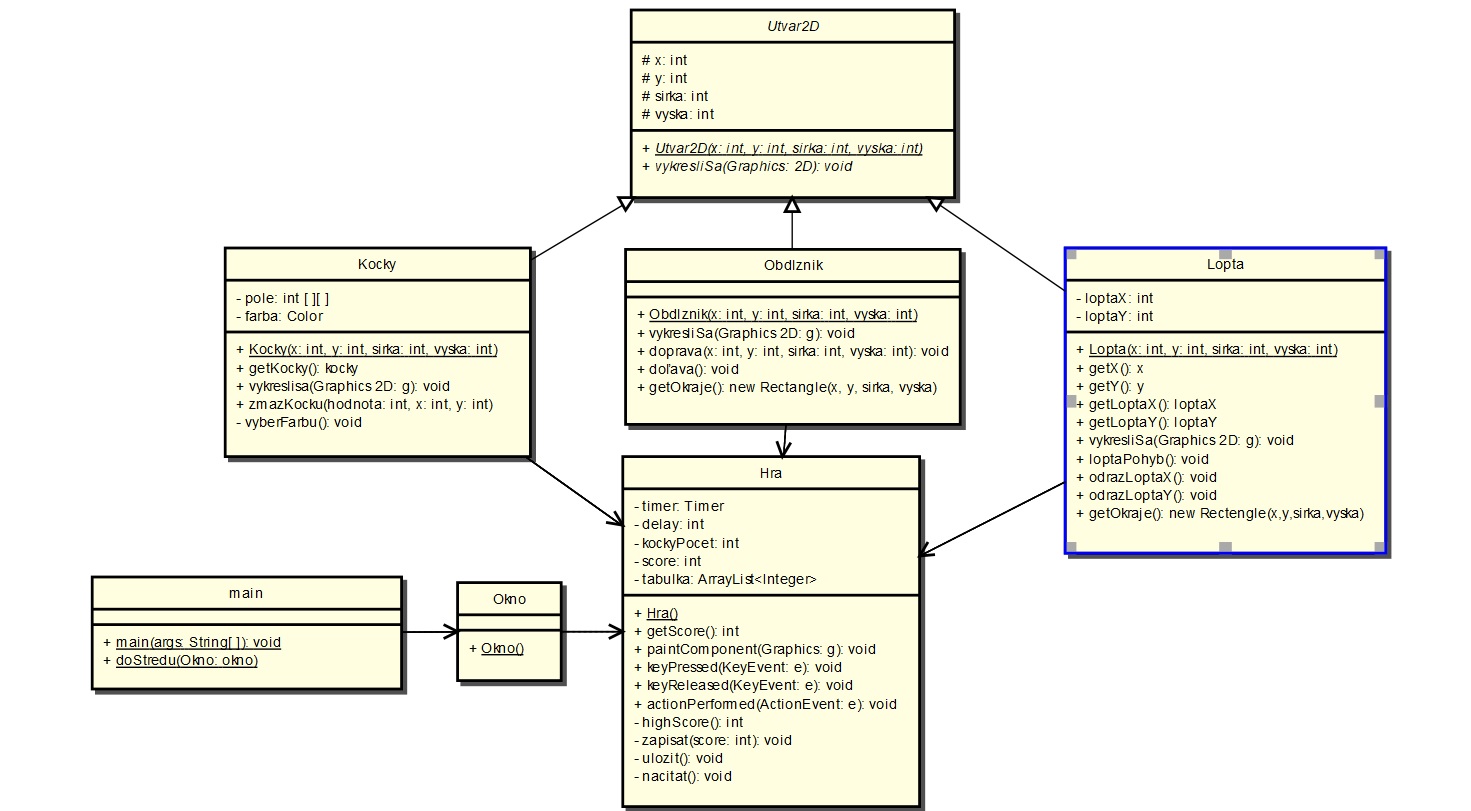 Utvar2D
# x: int
# y: int
# sirka: int
# vyska: int
+ Utvar2D(x: int, y: int, sirka: int, vyska: int)
+ vykresliSa(Graphics: 2D): void
Kocky
- pole: int [ ][ ]
- farba: Color
+ Kocky(x: int, y: int, sirka: int, vyska: int)
+ getKocky(): kocky
+ vykreslisa(Graphics 2D: g): void
+ zmazKocku(hodnota: int, x: int, y: int)
- vyberFarbu(): void
Obdlznik
+ Obdlznik(x: int, y: int, sirka: int, vyska: int)
+ vykresliSa(Graphics 2D: g): void
+ doprava(x: int, y: int, sirka: int, vyska: int): void
+ doľava(): void
+ getOkraje(): new Rectangle(x, y, sirka, vyska)
Lopta
- loptaX: int
- loptaY: int
+ Lopta(x: int, y: int, sirka: int, vyska: int)
+ getX(): x
+ getY(): y
+ getLoptaX(): loptaX
+ getLoptaY(): loptaY
+ vykresliSa(Graphics 2D: g): void
+ loptaPohyb(): void
+ odrazLoptaX(): void
+ odrazLoptaY(): void
+ getOkraje(): new Rectengle(x,y,sirka,vyska)
Hra
- timer: Timer
- delay: int
- kockyPocet: int
- score: int
- tabulka: ArrayList<Integer>
+ Hra()
+ getScore(): int
+ paintComponent(Graphics: g): void
+ keyPressed(KeyEvent: e): void
+ keyReleased(KeyEvent: e): void
+ actionPerformed(ActionEvent: e): void
- highScore(): int
- zapisat(score: int): void
- ulozit(): void
- nacitat(): void
main
+ main(args: String[ ]): void
+ doStredu(Okno: okno)
Okno
+ Okno()